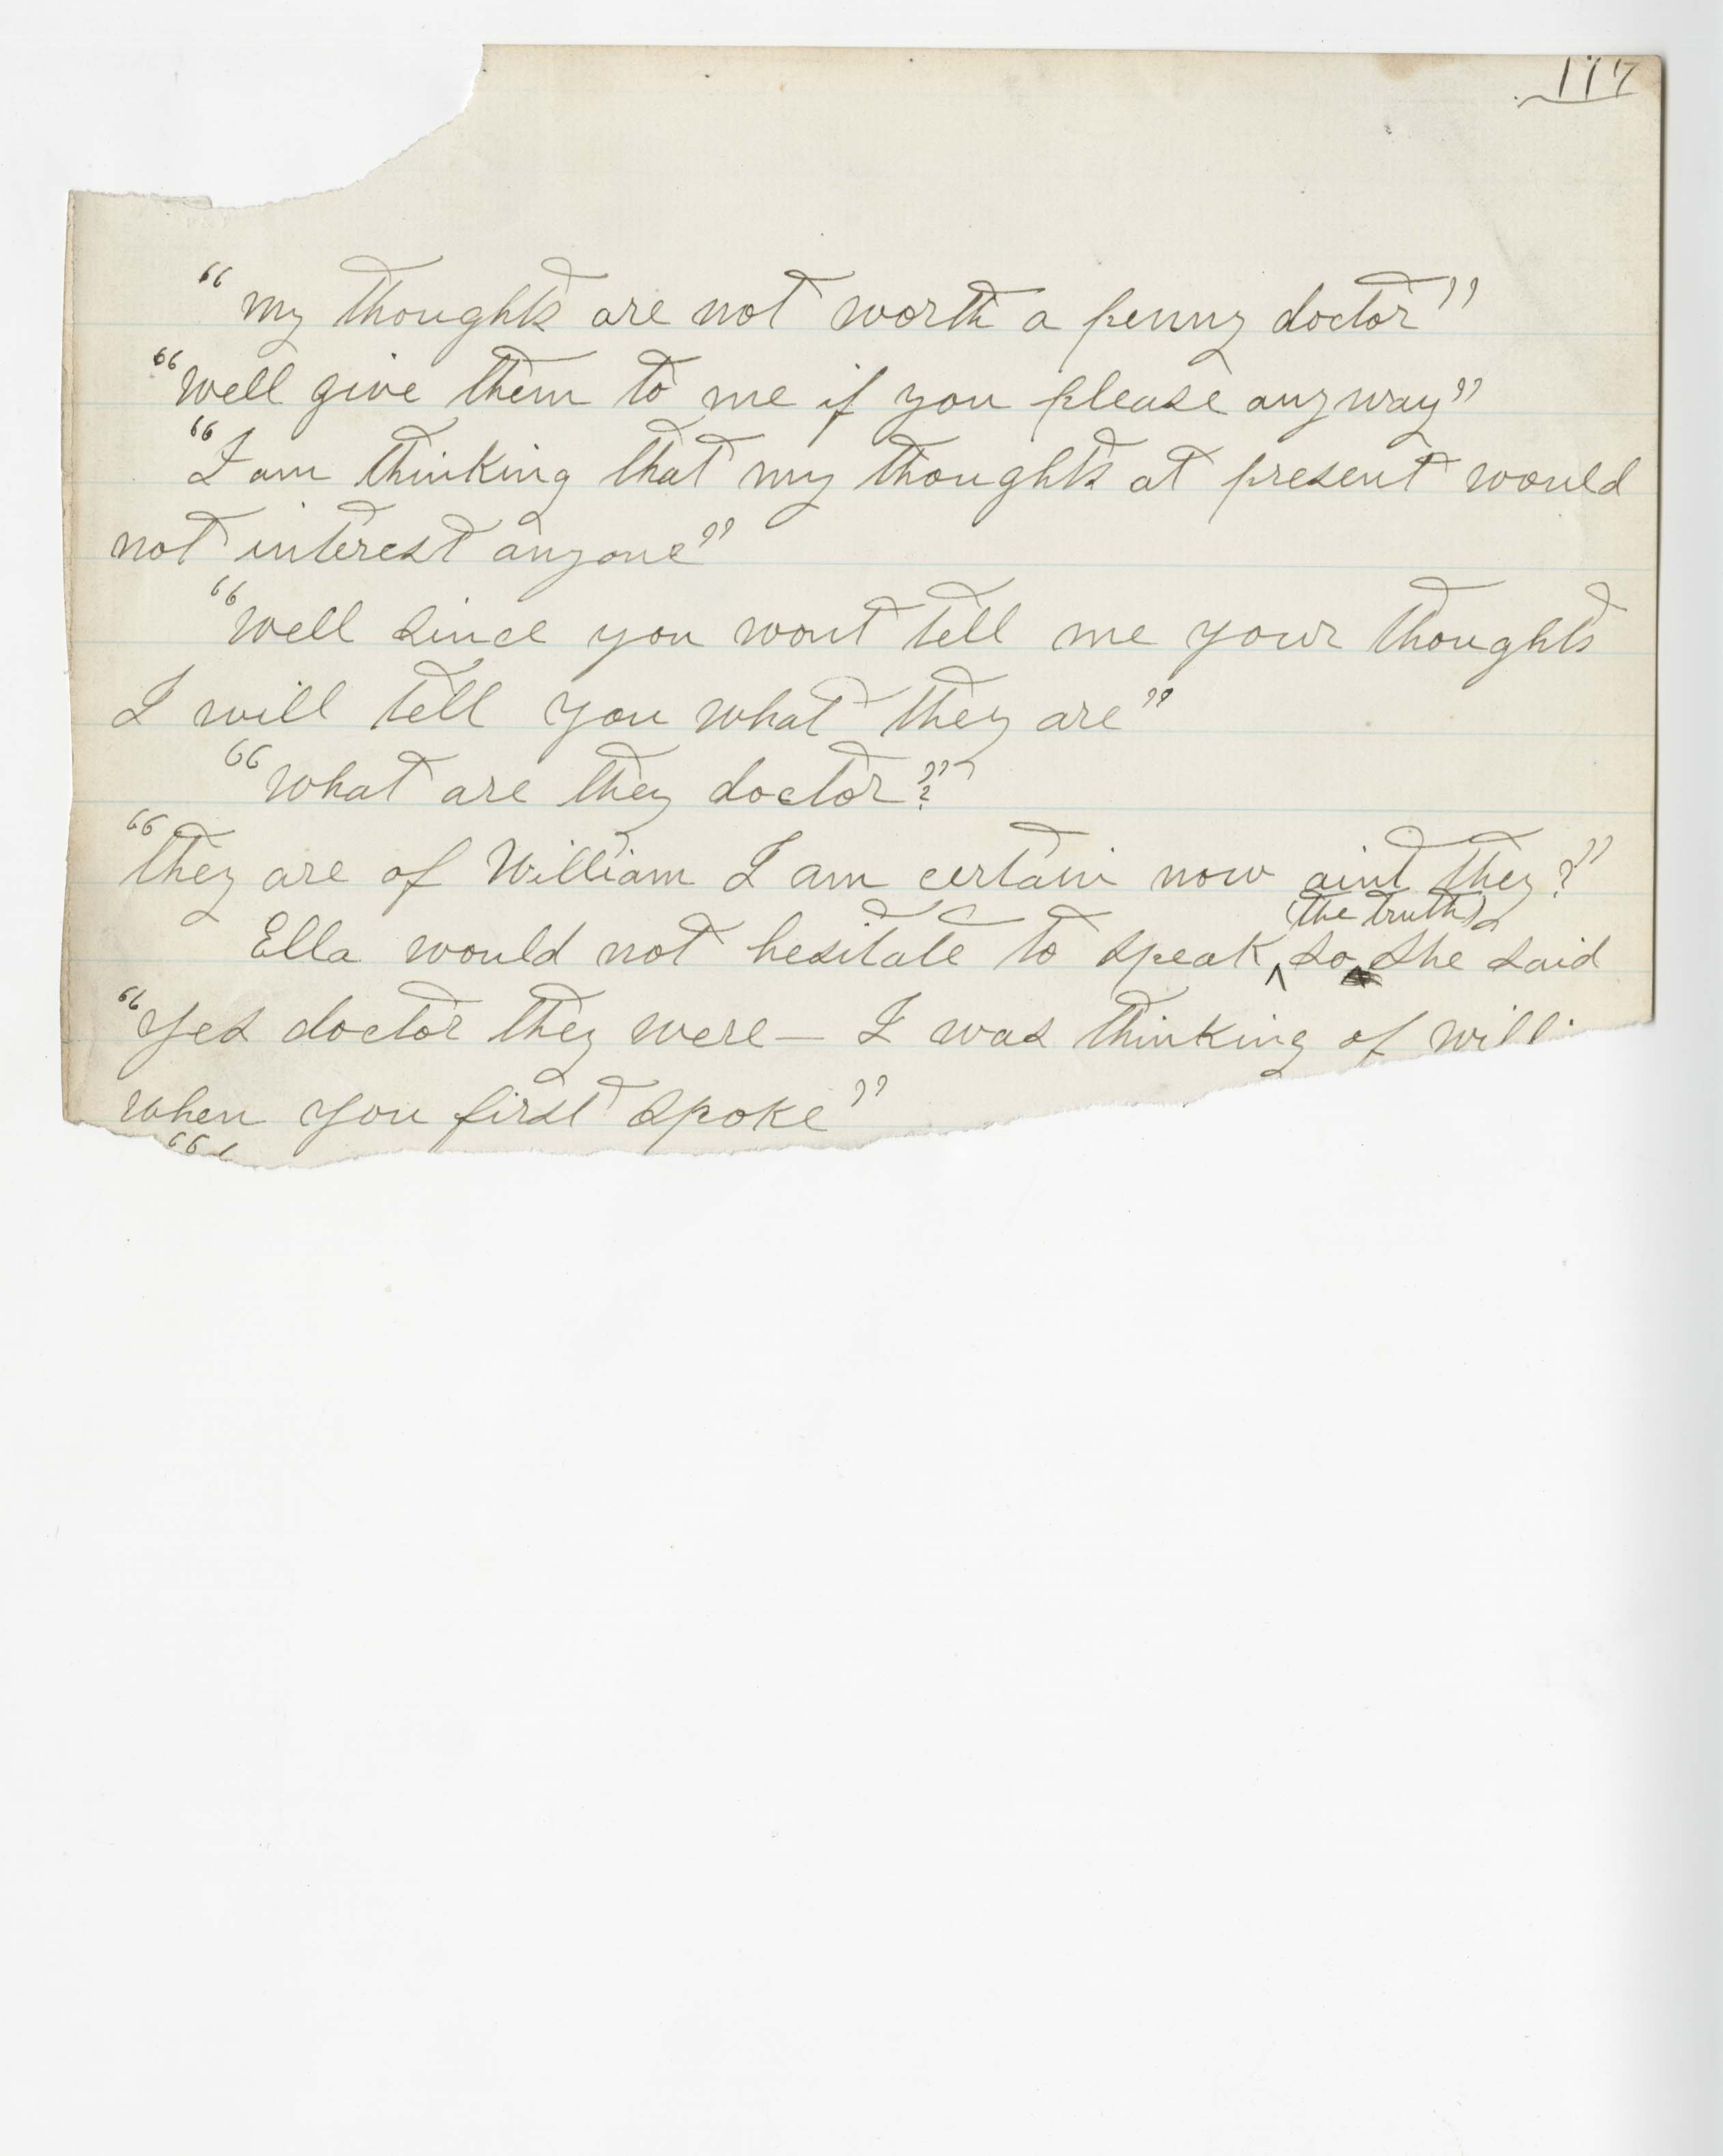 117
"my thoughts are not worth a penny doctor"
"well give them to me if you please anyway"
"I am thinking that my thoughts at present would
not interest anyone"
"well since you wont tell me your thoughts
I will tell you what they are"
"what are they doctor?"
"they are of William I am certain now aint they?"
(the truth)
Ella would not hesitate to speak ^ so she said
"yes doctor they were — I was thinking of willi
when you first spoke"
"